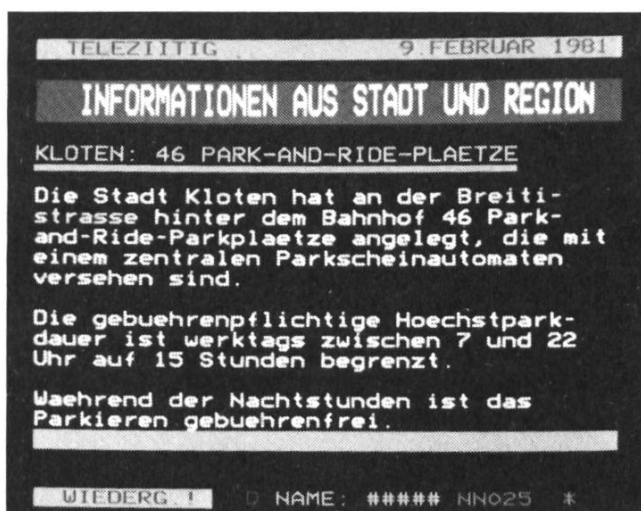 TELEZIITIG 9.FEBRUAR 1981
INFORMATIONEN AUS STADT UND REGION
KLOTEN: 46 PARK-AND-RIDE-PLAETZE
Die Stadt Kloten hat an der Breiti-
strasse hinter dem Bahnhof 46 Park-
and-Ride-Parkplaetze angelegt, die mit
einem zentralen Parkscheinautomaten
versehen sind.
Die gebuehrenpflichtige Hoechstpark-
dauer ist werktags zwischen 7 und 22
Uhr auf 15 Stunden begrenzt.
Waehrend der Nachtstunden ist das
Parkieren gebuehrenfrei.
WIEDERG.! D NAME: ##### NN025 *